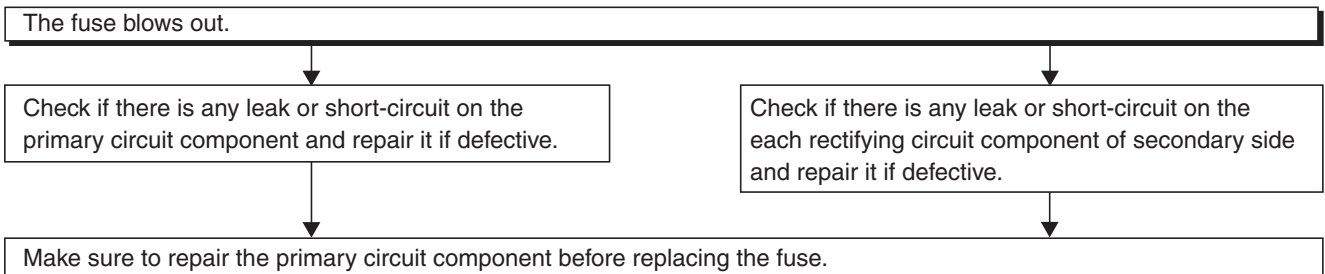 The fuse blows out.
Check if there is any leak or short-circuit on the
primary circuit component and repair it if defective.
Check if there is any leak or short-circuit on the
each rectifying circuit component of secondary side
and repair it if defective.
Make sure to repair the primary circuit component before replacing the fuse.